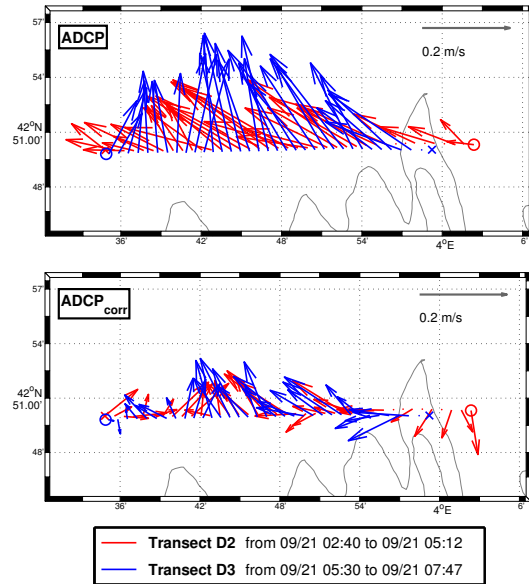 57'
ADCP
0.2 m/s
54'
42°N
51.00'
48'
36'
42'
48'
54'
4°E
6'
57'
ADCPcorr
0.2 m/s
54'
42°N
51.00'
48'
36'
42'
48'
54'
4°E
6'
Transect D2 from 09/21 02:40 to 09/21 05:12
Transect D3 from 09/21 05:30 to 09/21 07:47